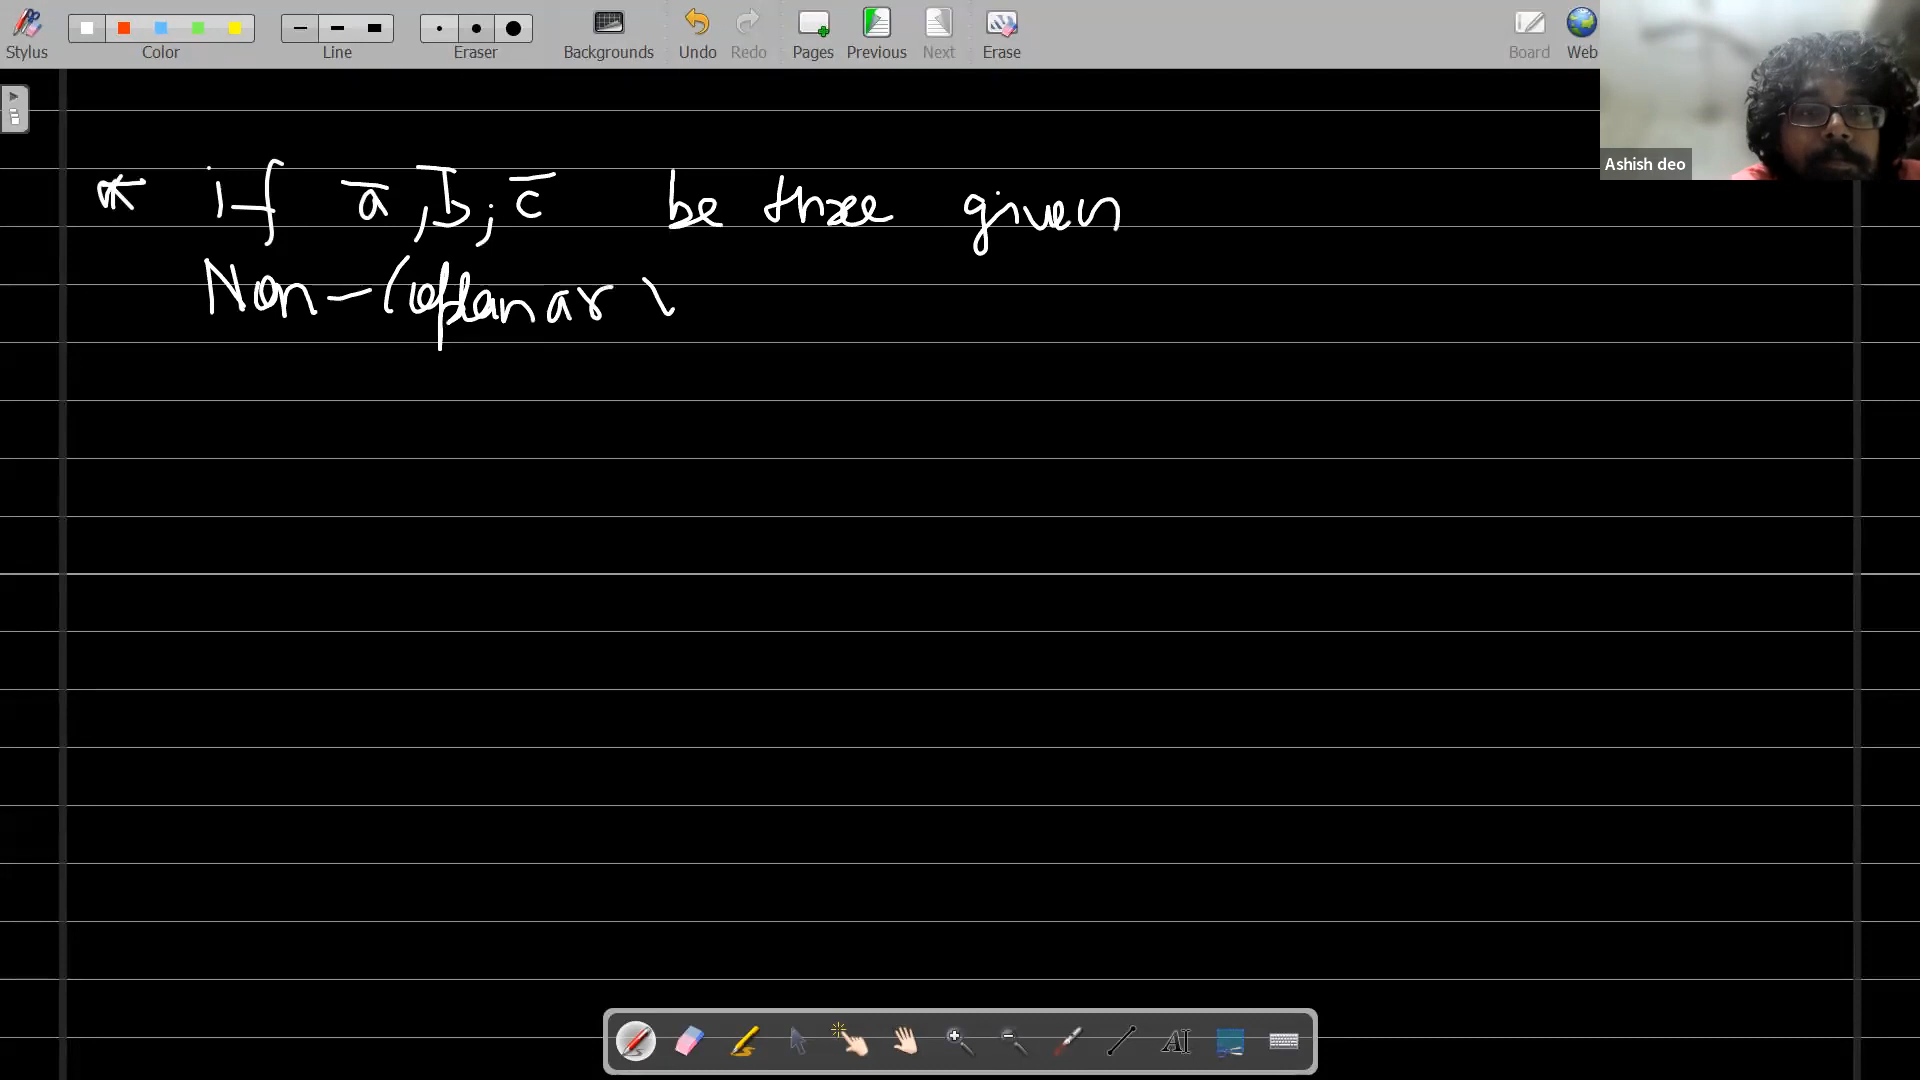 Stylus Color Line Eraser Backgrounds Undo Redo Pages Previous Next Erase Board Web
Ashish deo
* if a̅, b̅, c̅ be three given
Non-Coplanar
AI